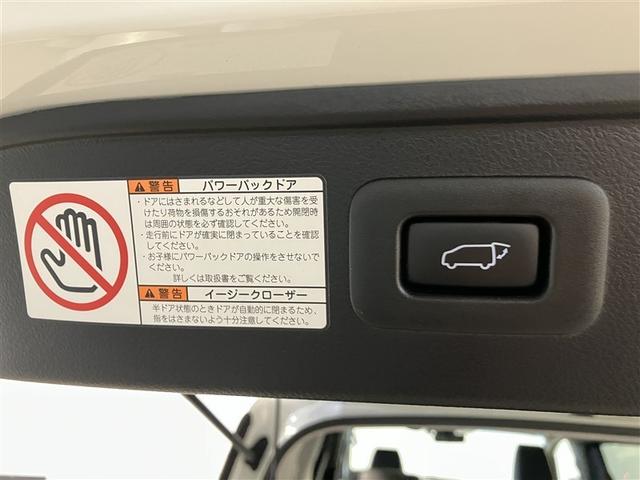 警告 パワーバックドア
・ドアにはさまれるなどして人が重大な傷害を受
けたり荷物を損傷するおそれがあるため開閉時
は周囲の状態を必ず確認してください。
・走行前にドアが確実に閉まっていることを確認
してください。
・お子様にパワーバックドアの操作をさせないで
ください。
詳しくは取扱書をご覧ください。
警告 イージークローザー
半ドア状態のときドアが自動的に閉まるため、
指をはさまないよう十分注意してください。